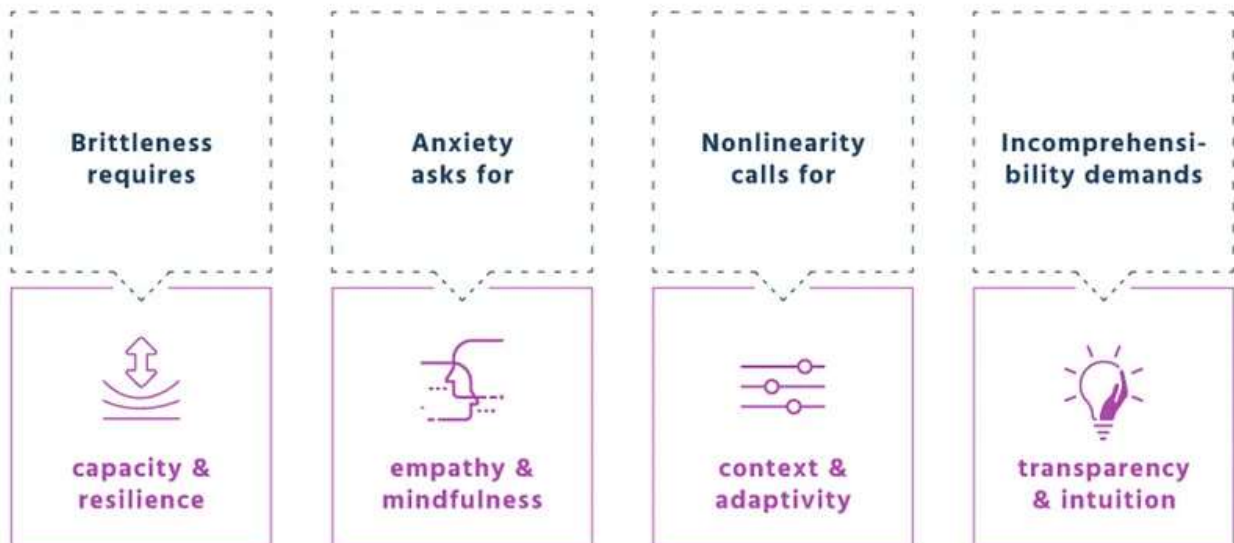 Brittleness
requires
Anxiety
asks for
Nonlinearity
calls for
Incomprehensi-
bility demands
capacity &
resilience
empathy &
mindfulness
context &
adaptivity
transparency
& intuition